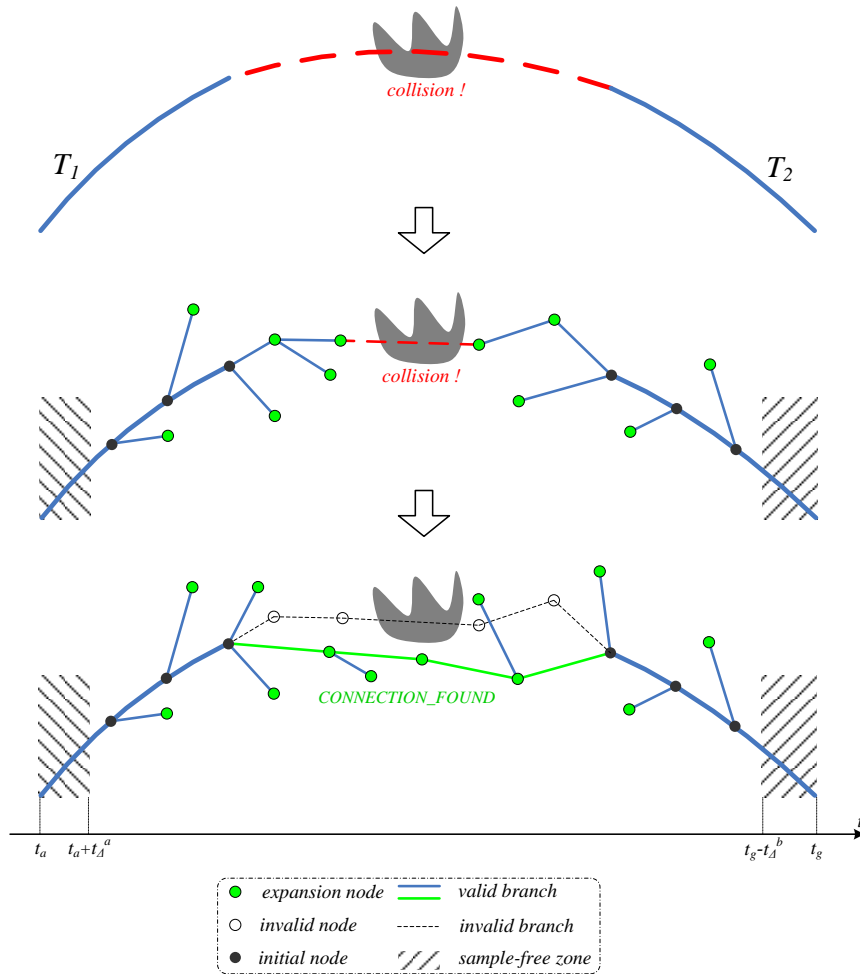 collision !
T1
T2
collision !
CONNECTION_FOUND
t
ta
ta+tΔa
tg-tΔb
tg
expansion node
valid branch
invalid node
invalid branch
initial node
sample-free zone